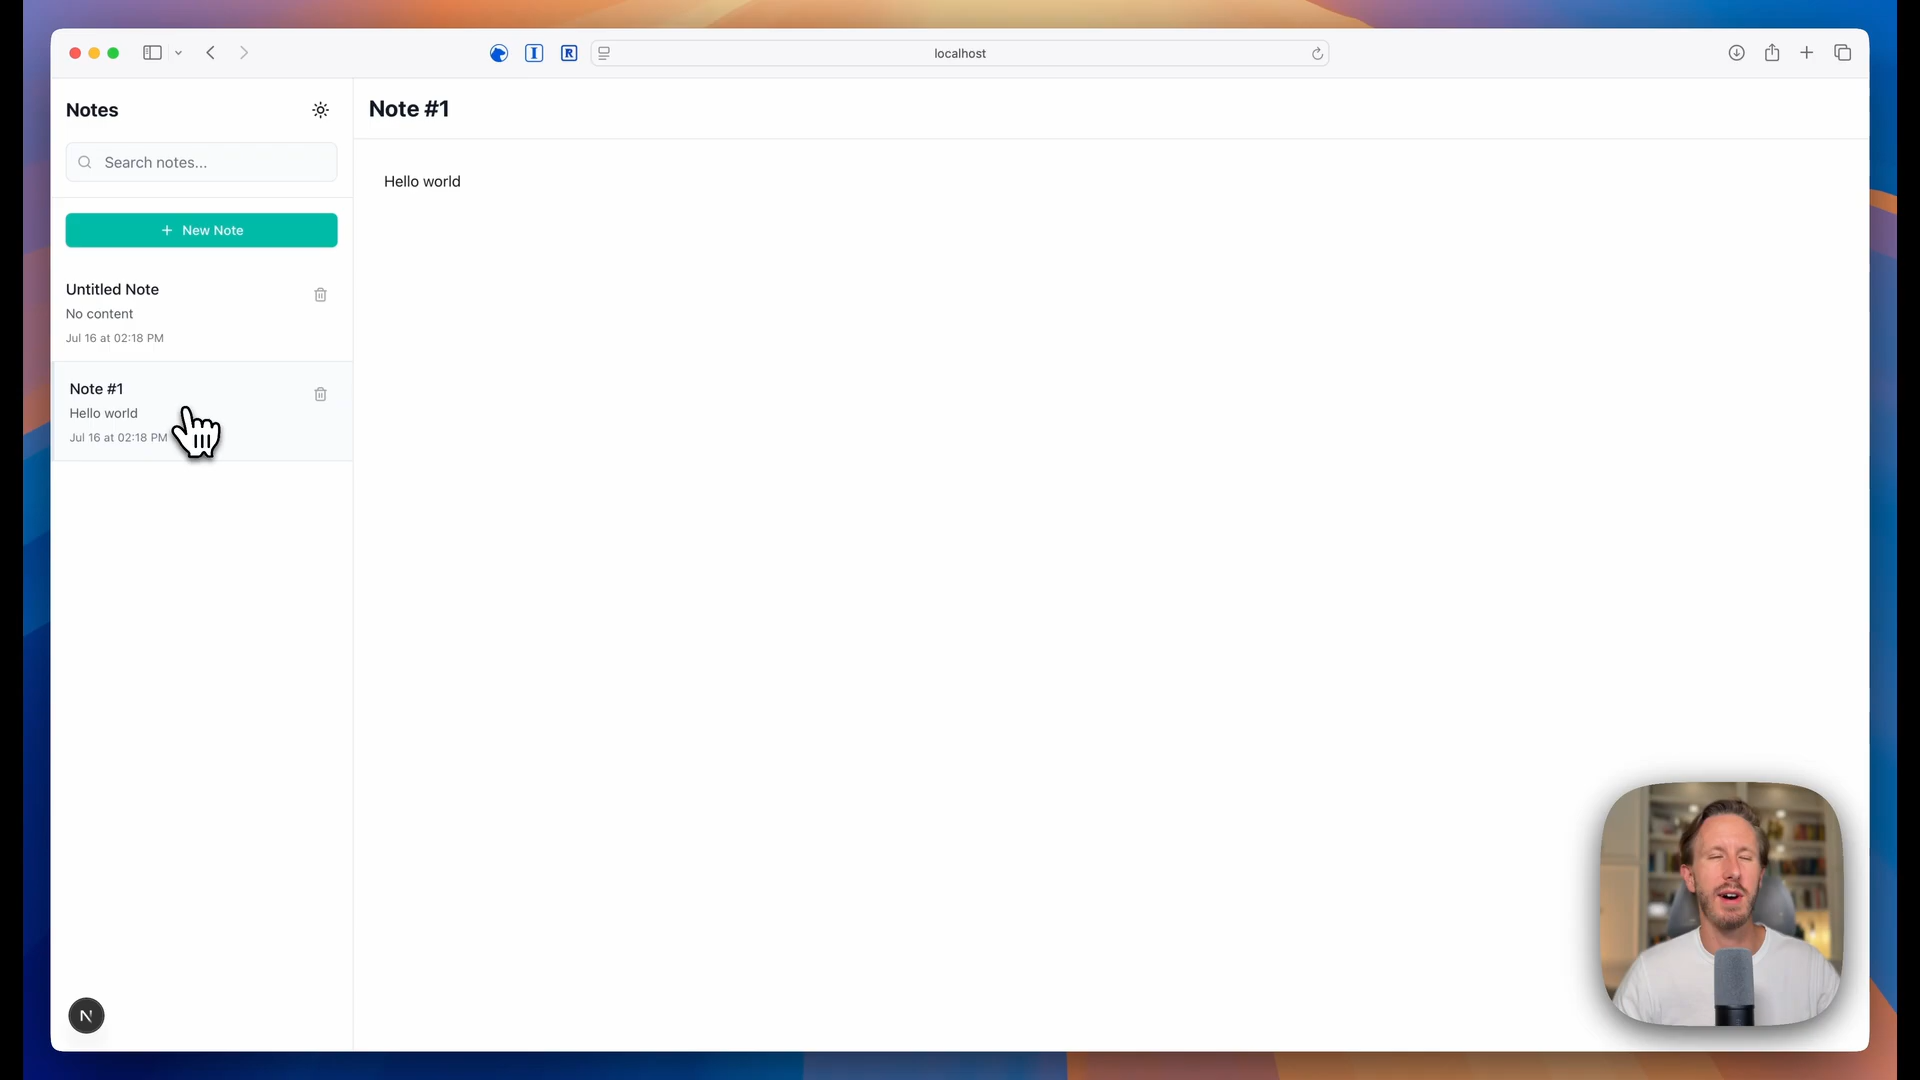 localhost
Notes
Search notes...
+ New Note
Untitled Note
No content
Jul 16 at 02:18 PM
Note #1
Hello world
Jul 16 at 02:18 PM
N
Note #1
Hello world